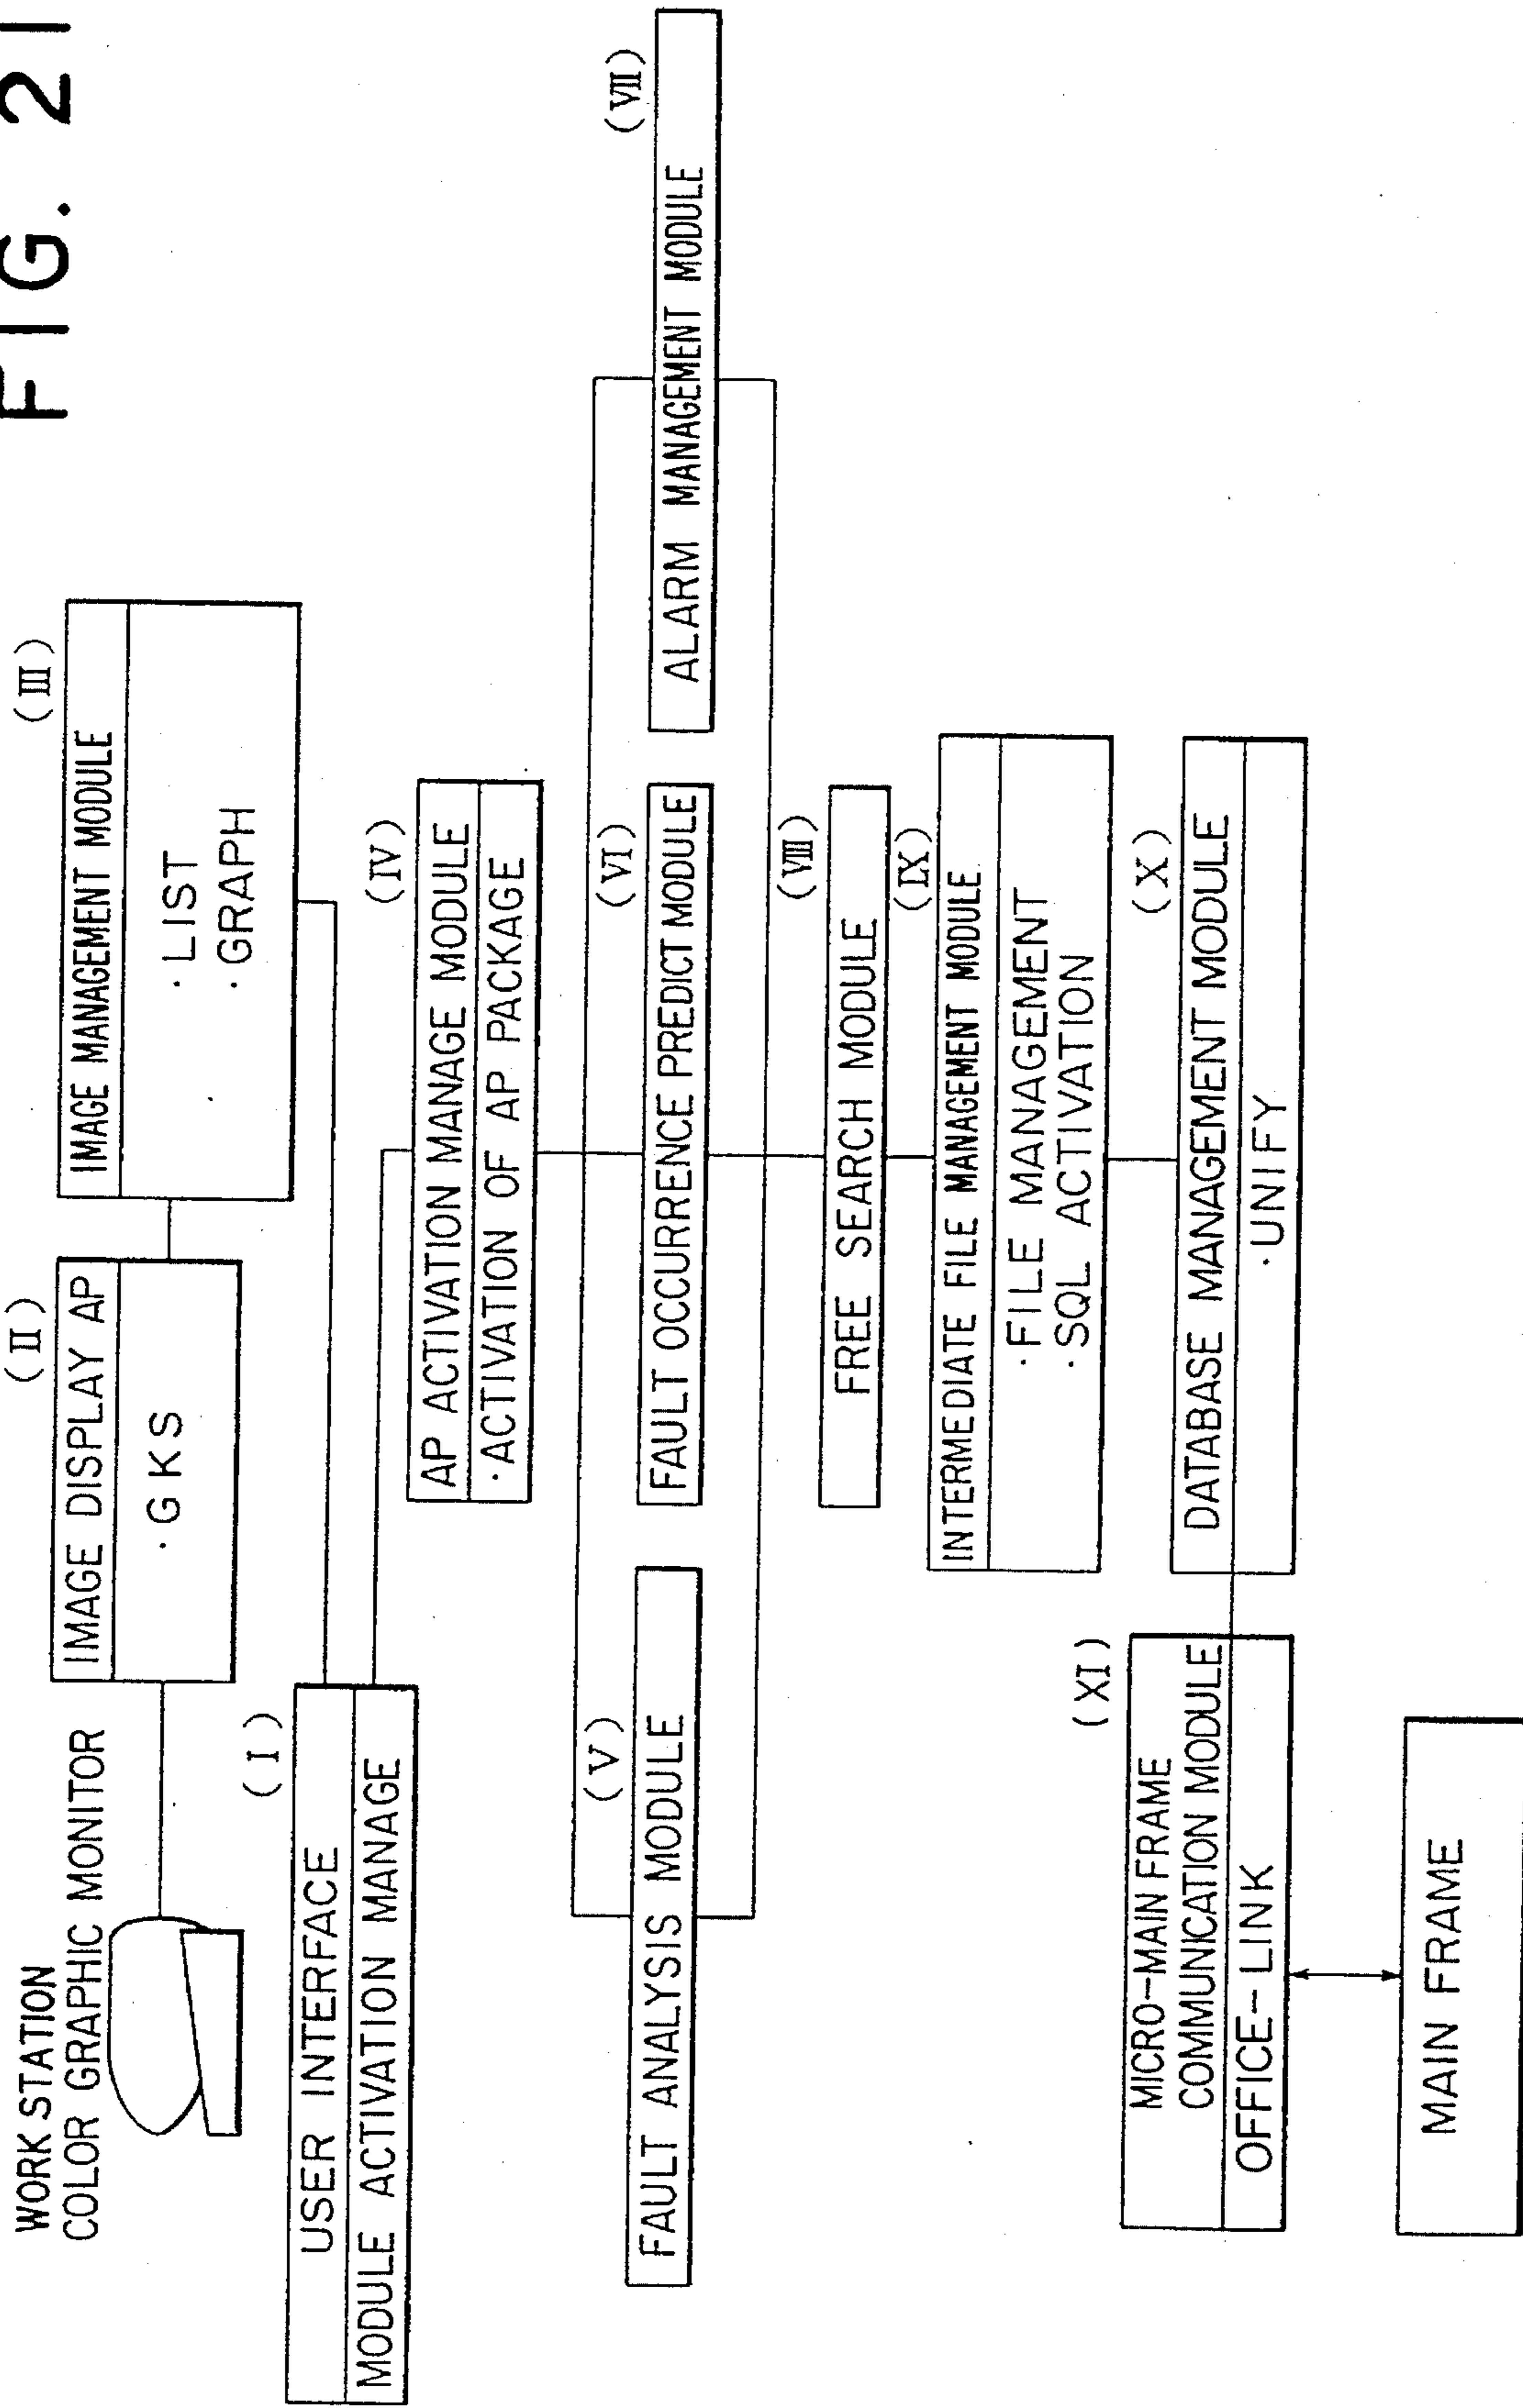 FIG. 21
WORK STATION
COLOR GRAPHIC MONITOR
(II)
IMAGE DISPLAY AP
·GKS
(III)
IMAGE MANAGEMENT MODULE
·LIST
·GRAPH
(I)
USER INTERFACE
MODULE ACTIVATION MANAGE
(IV)
AP ACTIVATION MANAGE MODULE
·ACTIVATION OF AP PACKAGE
(V)
FAULT ANALYSIS MODULE
(VI)
FAULT OCCURRENCE PREDICT MODULE
(VII)
ALARM MANAGEMENT MODULE
(VIII)
FREE SEARCH MODULE
(IX)
INTERMEDIATE FILE MANAGEMENT MODULE
·FILE MANAGEMENT
·SQL ACTIVATION
(X)
DATABASE MANAGEMENT MODULE
·UNIFY
(XI)
MICRO-MAIN FRAME
COMMUNICATION MODULE
OFFICE-LINK
MAIN FRAME